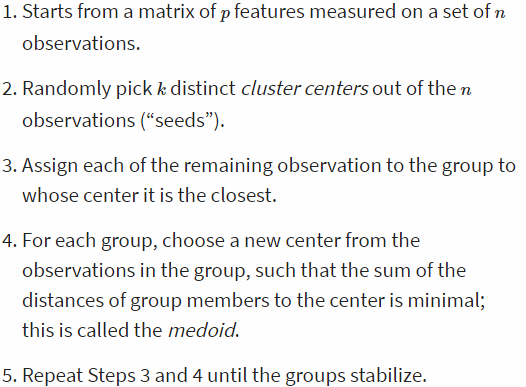 1. Starts from a matrix of p features measured on a set of n
observations.
2. Randomly pick k distinct cluster centers out of the n
observations (“seeds”).
3. Assign each of the remaining observation to the group to
whose center it is the closest.
4. For each group, choose a new center from the
observations in the group, such that the sum of the
distances of group members to the center is minimal;
this is called the medoid.
5. Repeat Steps 3 and 4 until the groups stabilize.